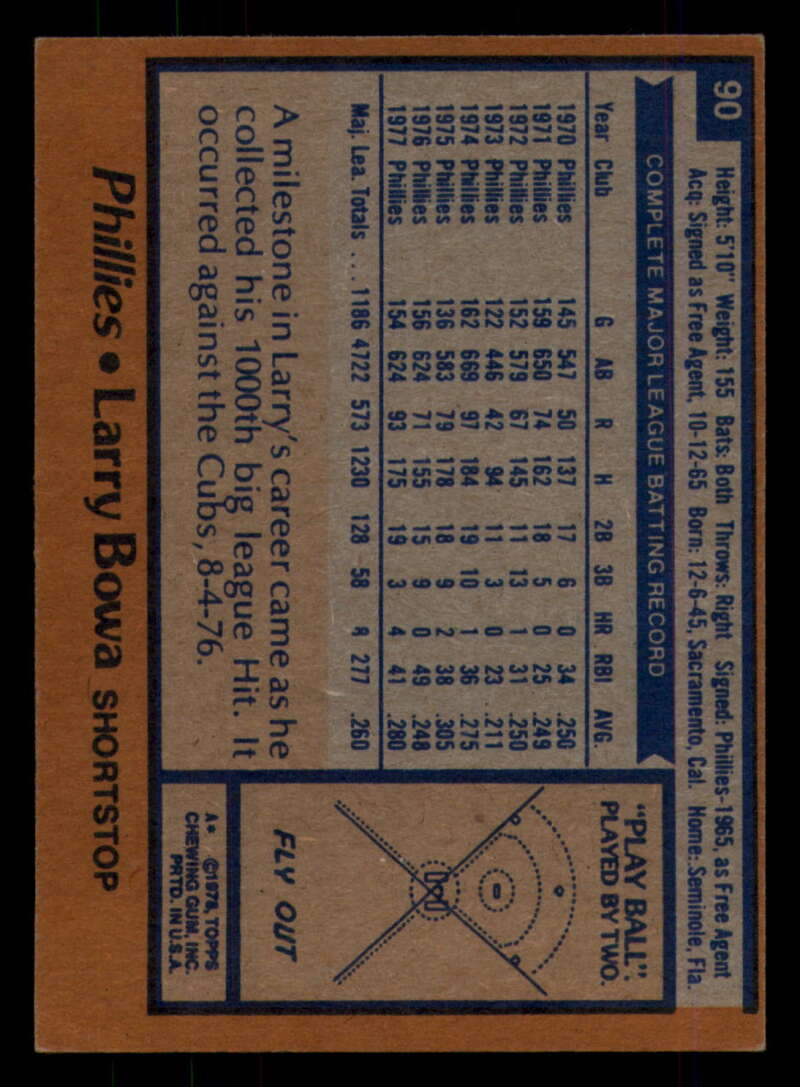 90
Height: 5'10" Weight: 155 Bats: Both Throws: Right Signed: Phillies-1965, as Free Agent
Acq: Signed as Free Agent, 10-12-65 Born: 12-6-45, Sacramento, Cal. Home: Seminole, Fla.
COMPLETE MAJOR LEAGUE BATTING RECORD
Year Club G AB R H 2B 3B HR RBI AVG.
1970 Phillies 145 547 50 137 17 6 0 34 .250
1971 Phillies 159 650 74 162 18 5 0 25 .249
1972 Phillies 152 579 67 145 11 13 1 31 .250
1973 Phillies 122 446 42 94 11 3 0 23 .211
1974 Phillies 162 669 97 184 19 10 1 36 .275
1975 Phillies 136 583 79 178 18 9 2 38 .305
1976 Phillies 156 624 71 155 15 9 0 49 .248
1977 Phillies 154 624 93 175 19 3 4 41 .280
Maj. Lea. Totals ... 1186 4722 573 1230 128 58 8 277 .260
A milestone in Larry's career came as he
collected his 1000th big league Hit. It
occurred against the Cubs, 8-4-76.
"PLAY BALL":
PLAYED BY TWO.
FLY OUT
A* ©1978, TOPPS
CHEWING GUM, INC.
PRTD. IN U.S.A.
Phillies • Larry Bowa SHORTSTOP